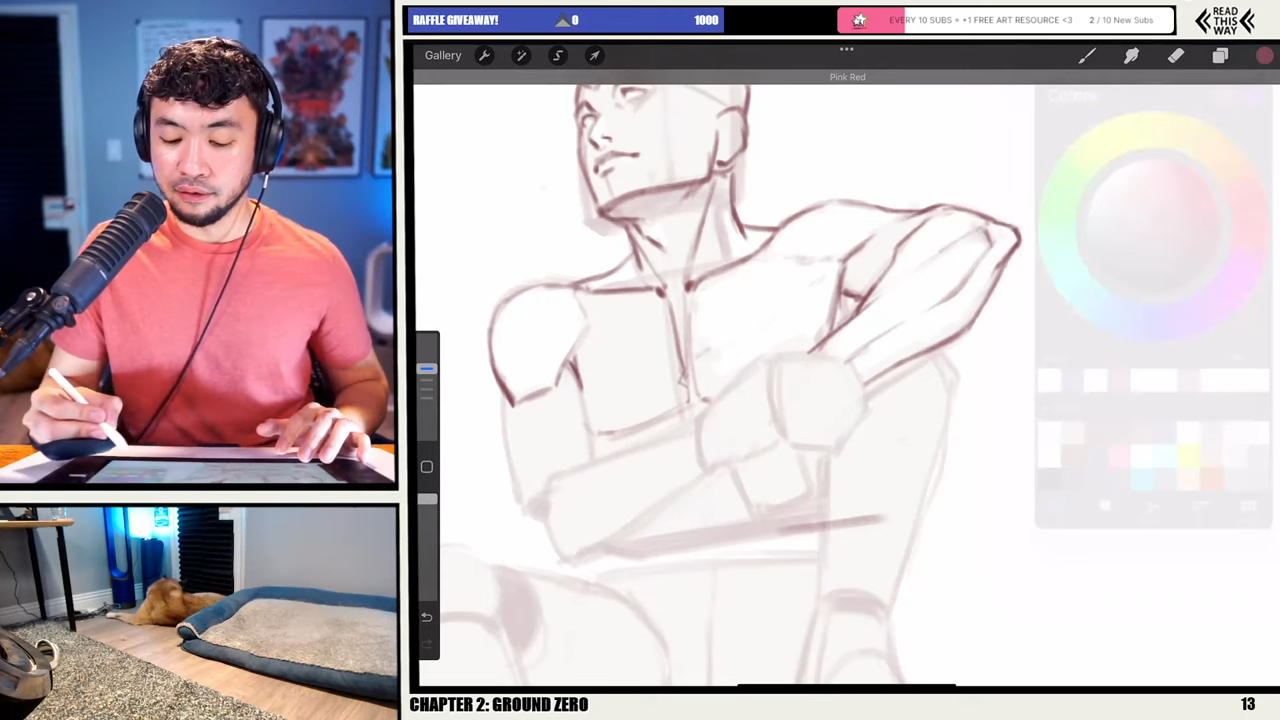 RAFFLE GIVEAWAY!
0
1000
EVERY 10 SUBS = +1 FREE ART RESOURCE <3
2 / 10 New Subs
READ
THIS
WAY
Gallery
Pink Red
Colors
CHAPTER 2: GROUND ZERO
13